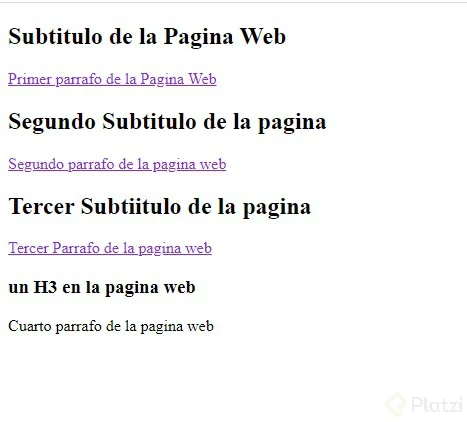 Subtitulo de la Pagina Web
Primer parrafo de la Pagina Web
Segundo Subtitulo de la pagina
Segundo parrafo de la pagina web
Tercer Subtiitulo de la pagina
Tercer Parrafo de la pagina web
un H3 en la pagina web
Cuarto parrafo de la pagina web
Platzi